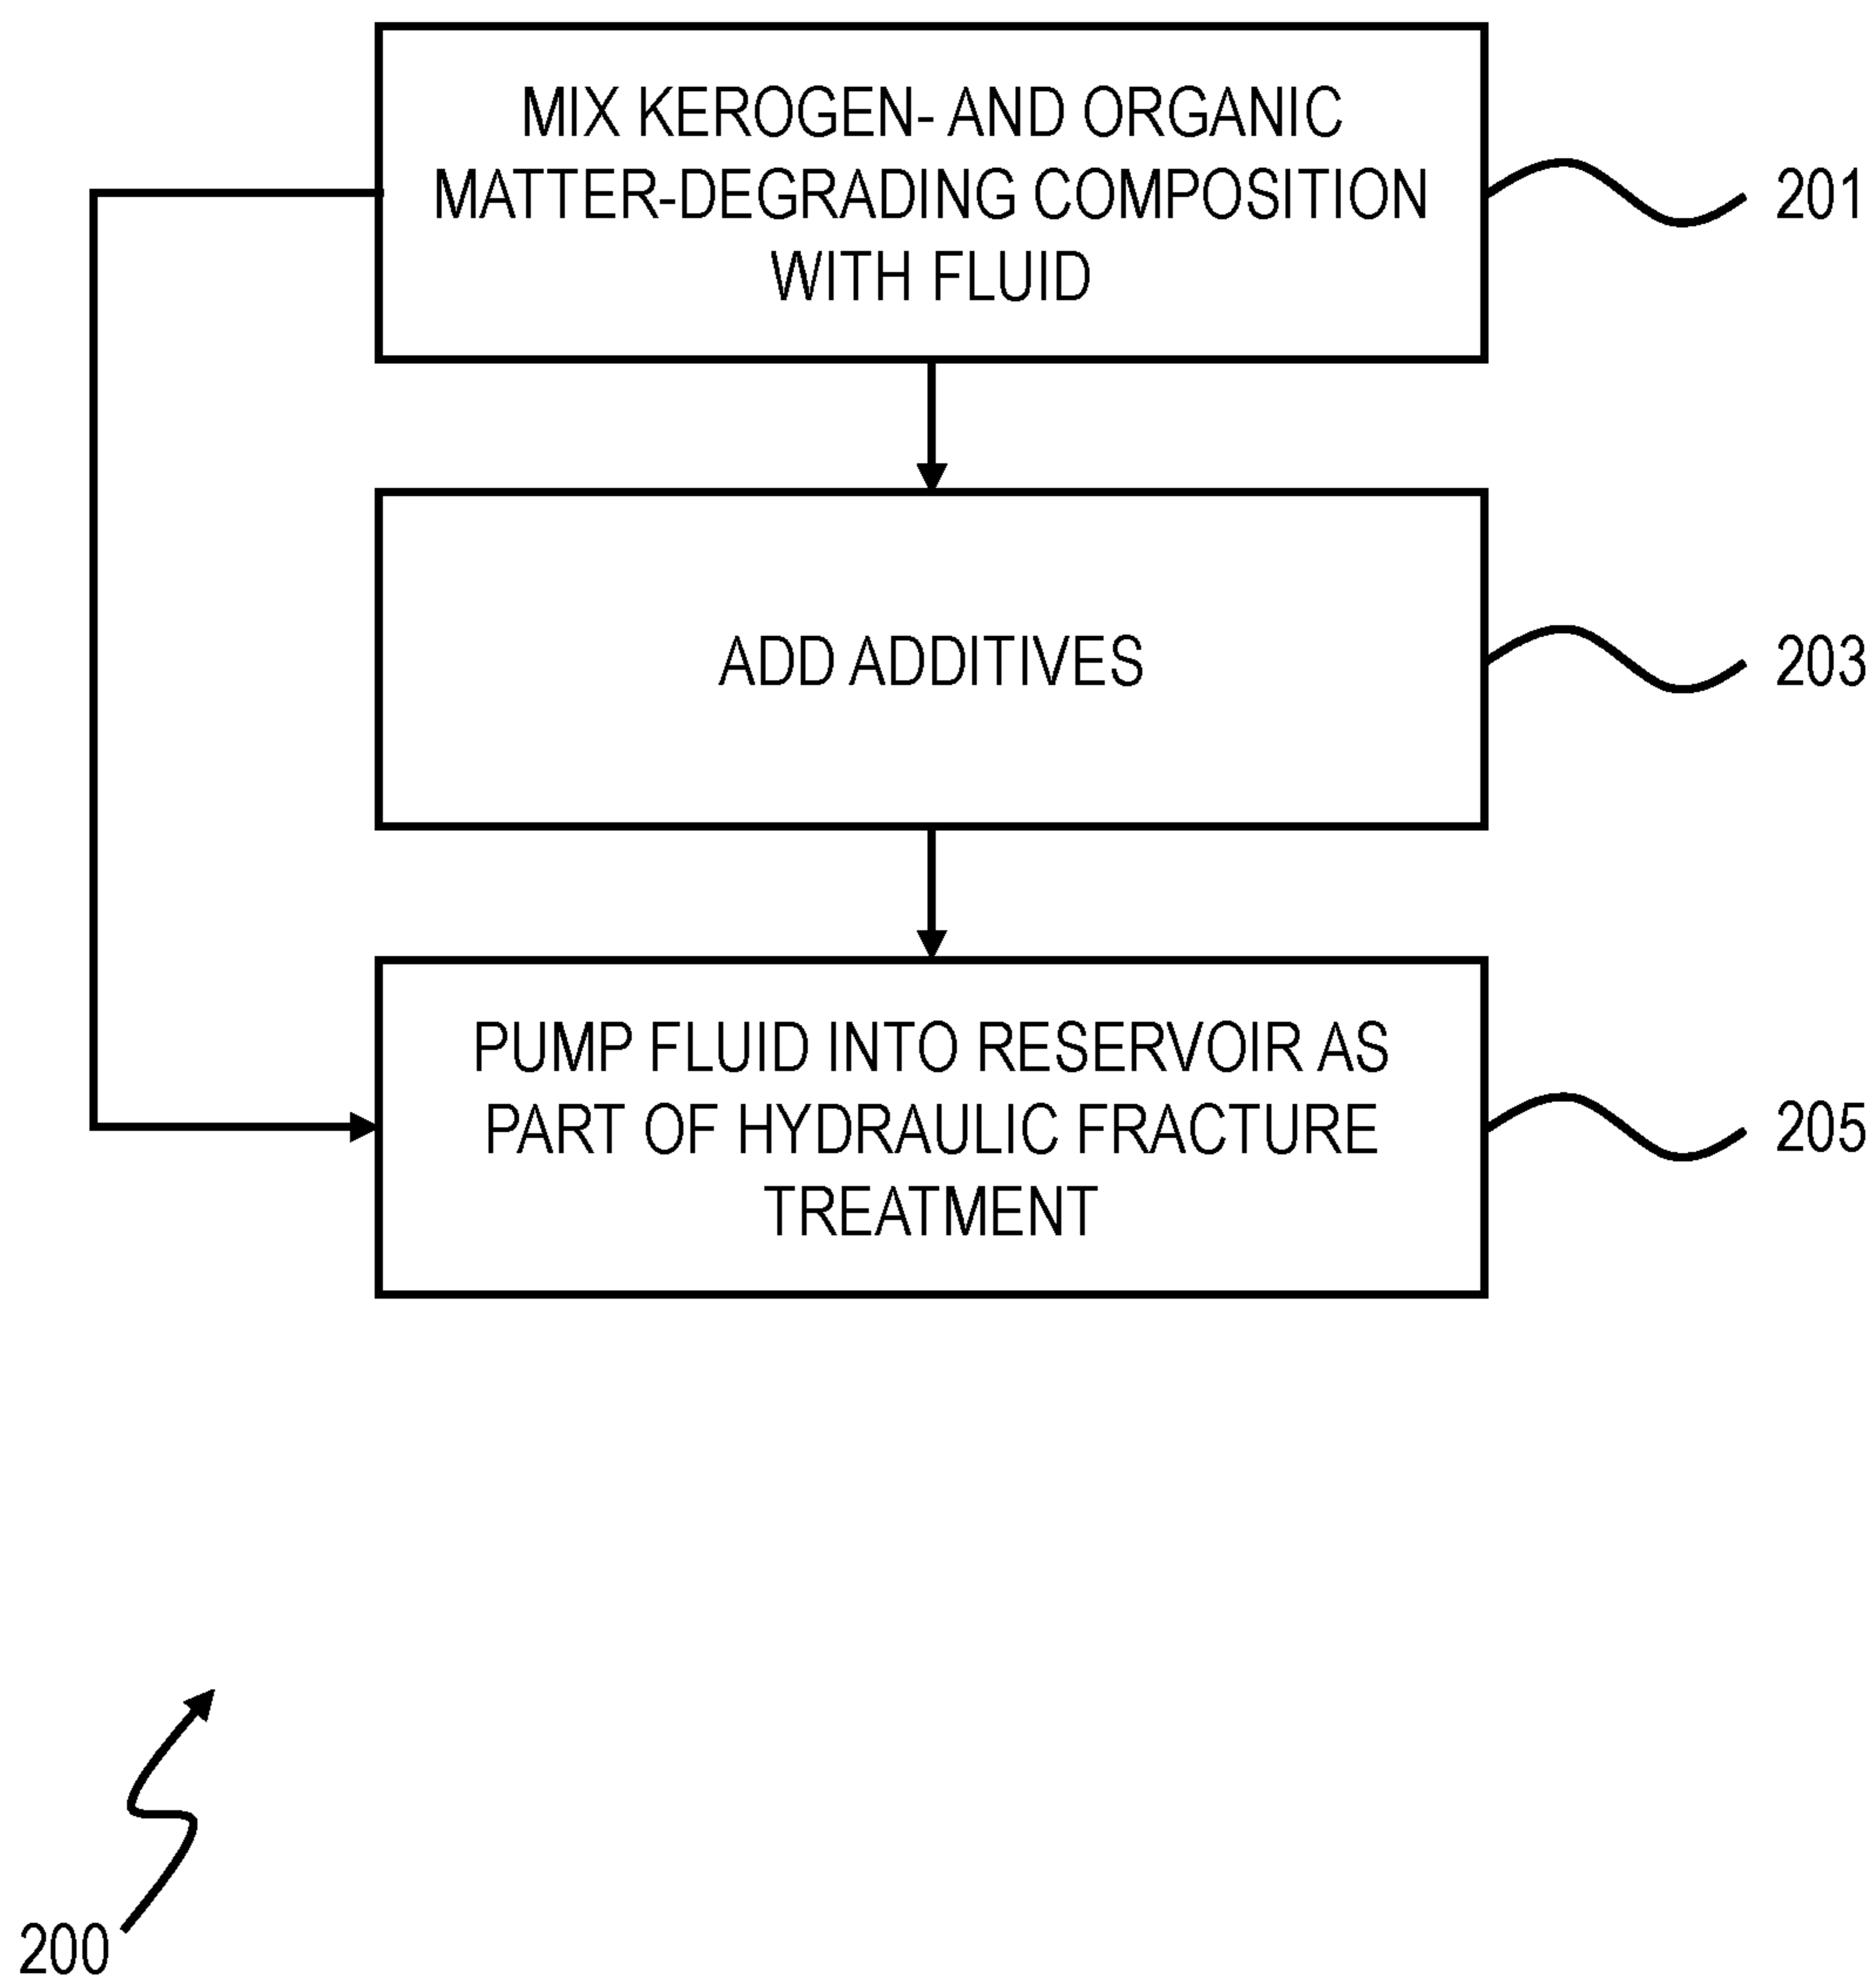 MIX KEROGEN- AND ORGANIC
MATTER-DEGRADING COMPOSITION
WITH FLUID
201
ADD ADDITIVES
203
PUMP FLUID INTO RESERVOIR AS
PART OF HYDRAULIC FRACTURE
TREATMENT
205
200